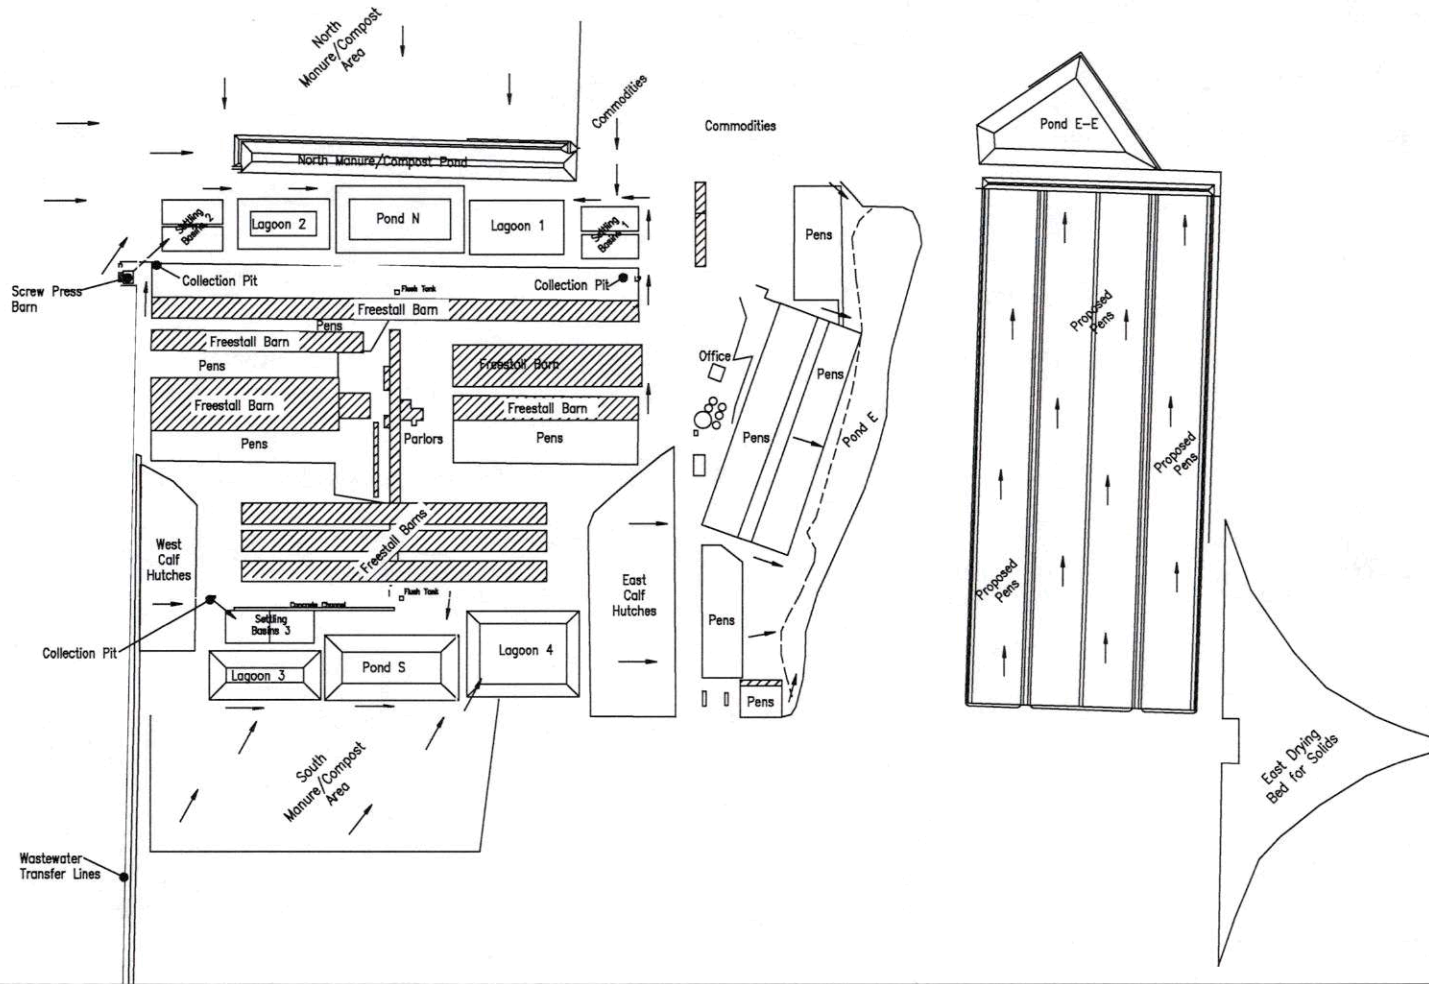 North
Manure/Compost
Area
Commodities
Commodities
Pond E-E
North Manure/Compost Pond
Settling
Basins 2
Lagoon 2
Pond N
Lagoon 1
Settling
Basins 1
Pens
Collection Pit
Collection Pit
Screw Press
Barn
Flush Tank
Freestall Barn
Pens
Freestall Barn
Pens
Freestall Barn
Freestall Barn
Freestall Barn
Pens
Parlors
Pens
Office
Pens
Pens
Pond E
Proposed
Pens
Proposed
Pens
Proposed
Pens
West
Calf
Hutches
Freestall Barns
East
Calf
Hutches
Flush Tank
Concrete Channel
Settling
Basins 3
Collection Pit
Lagoon 3
Pond S
Lagoon 4
Pens
Pens
South
Manure/Compost
Area
East Drying
Bed for Solids
Wastewater
Transfer Lines